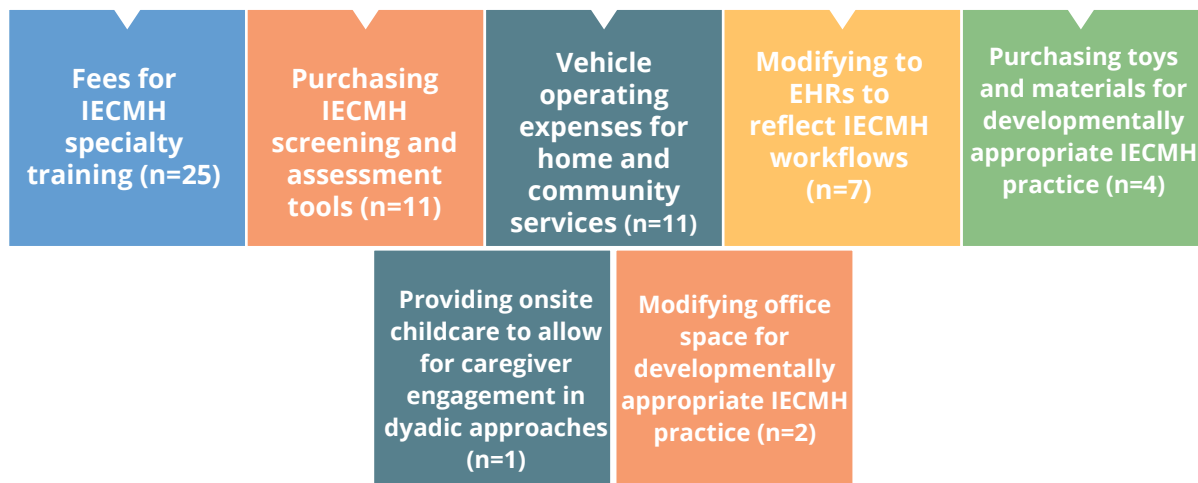 Fees for
IECMH
specialty
training (n=25)
Purchasing
IECMH
screening and
assessment
tools (n=11)
Vehicle
operating
expenses for
home and
community
services (n=11)
Modifying to
EHRs to
reflect IECMH
workflows
(n=7)
Purchasing toys
and materials for
developmentally
appropriate IECMH
practice (n=4)
Providing onsite
childcare to allow
for caregiver
engagement in
dyadic approaches
(n=1)
Modifying office
space for
developmentally
appropriate IECMH
practice (n=2)